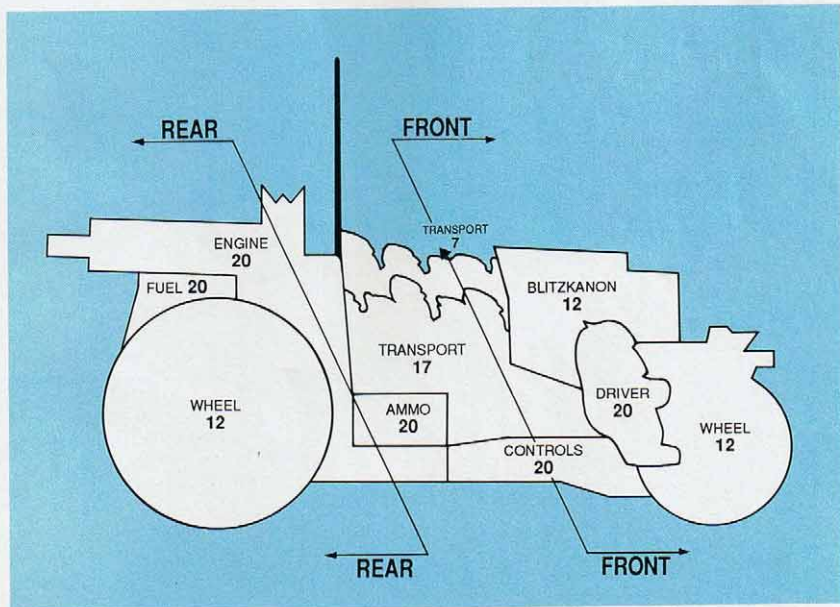 REAR
FRONT
TRANSPORT
7
ENGINE
20
FUEL 20
BLITZKANON
12
TRANSPORT
17
WHEEL
12
AMMO
20
DRIVER
20
WHEEL
12
CONTROLS
20
REAR
FRONT